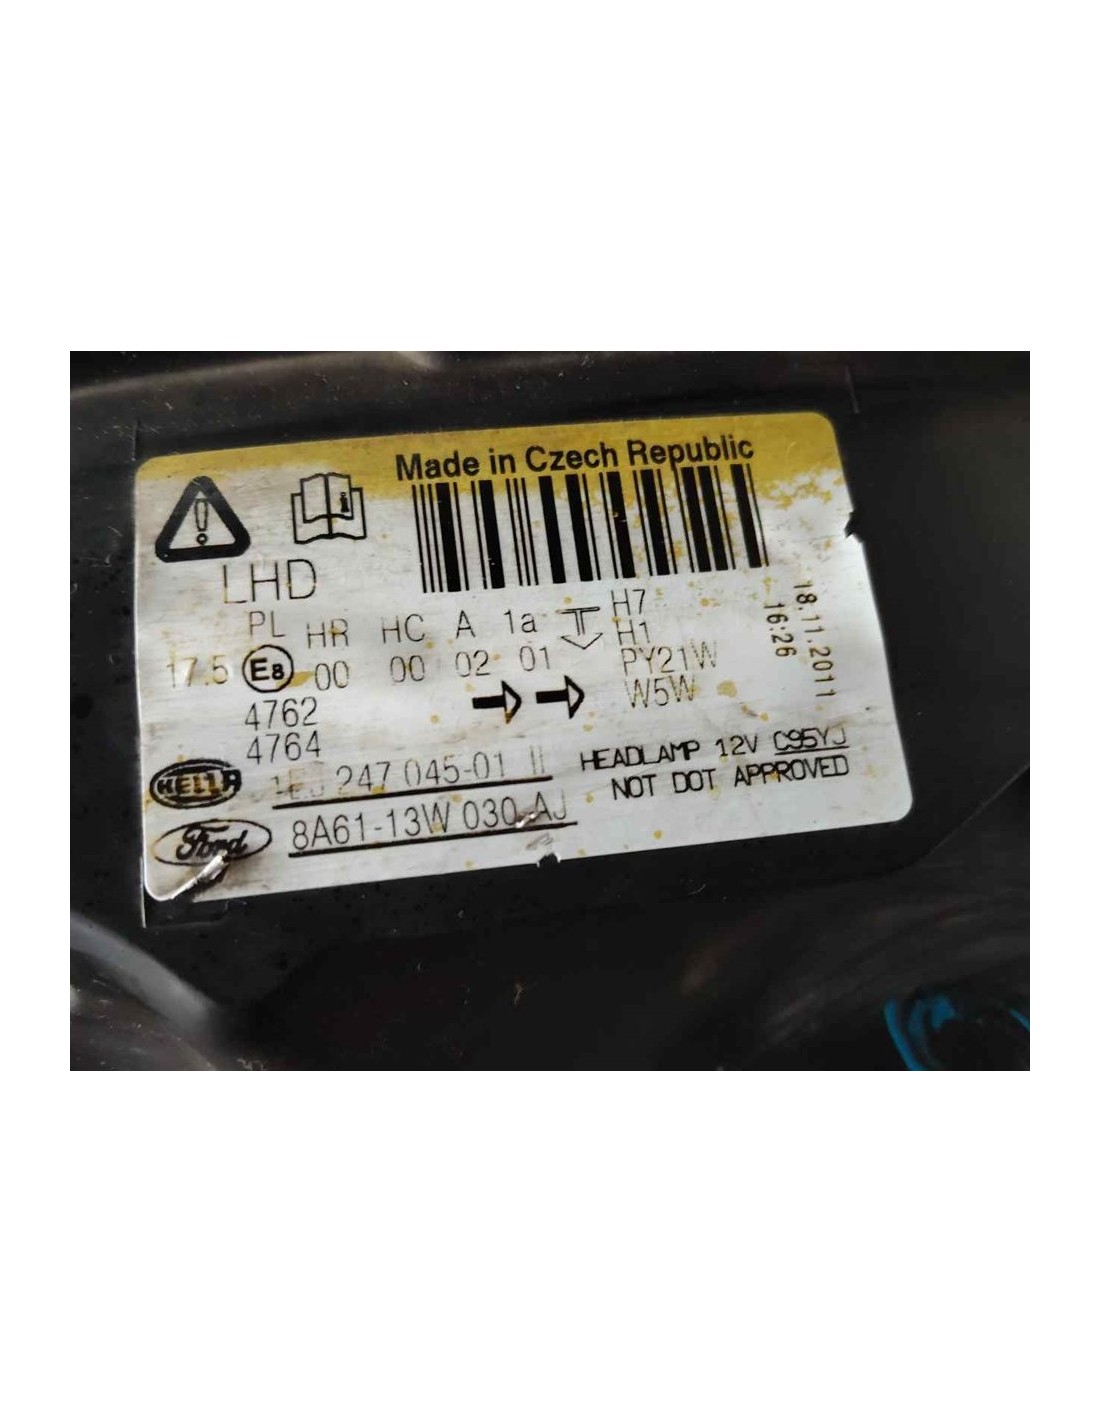 Made in Czech Republic
LHD
PL HR HC A 1a H7
H1
17.5 E8 00 00 02 01 PY21W
W5W
4762
4764
18.11.2011
16:26
HELLA 247 045-01 II
HEADLAMP 12V C95YJ
NOT DOT APPROVED
Ford 8A61-13W 030-AJ